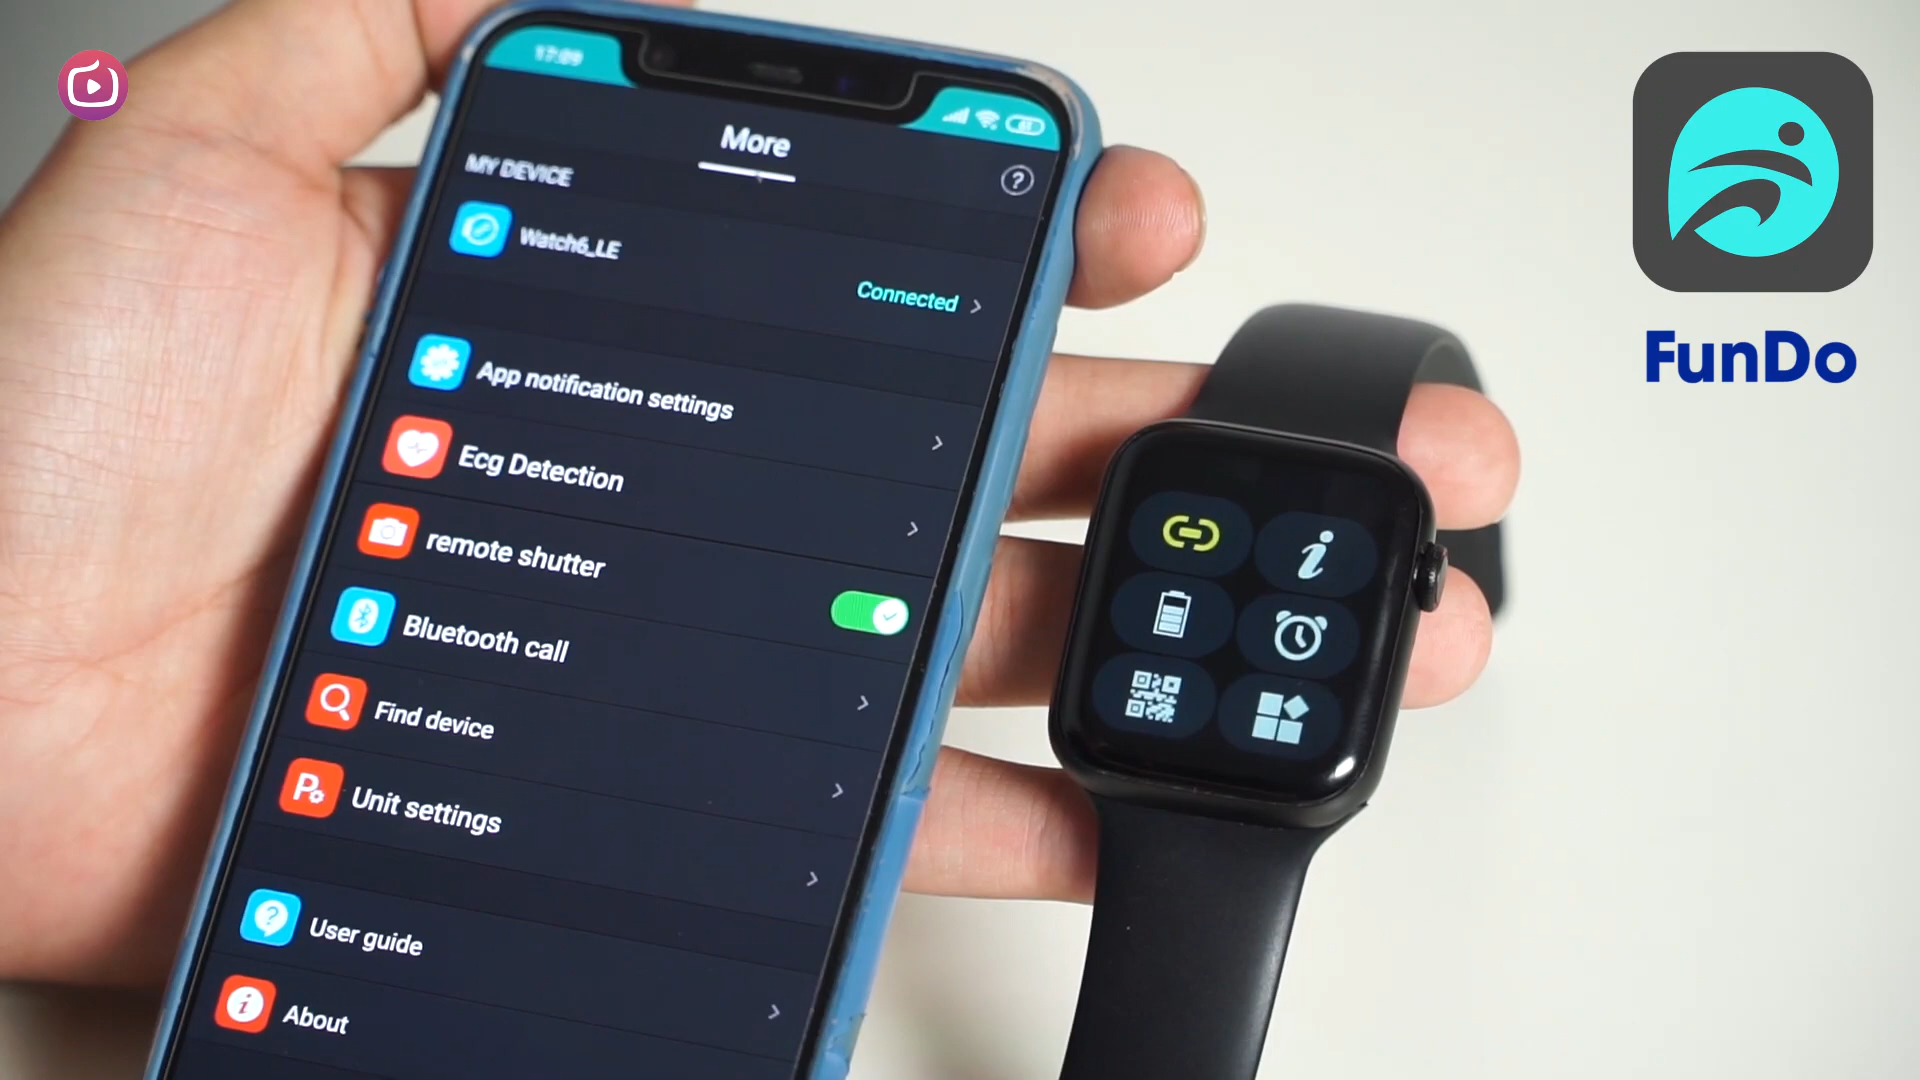 17:09
61
More
MY DEVICE
Watch6_LE
Connected
App notification settings
Ecg Detection
remote shutter
Bluetooth call
Find device
Unit settings
User guide
About
FunDo